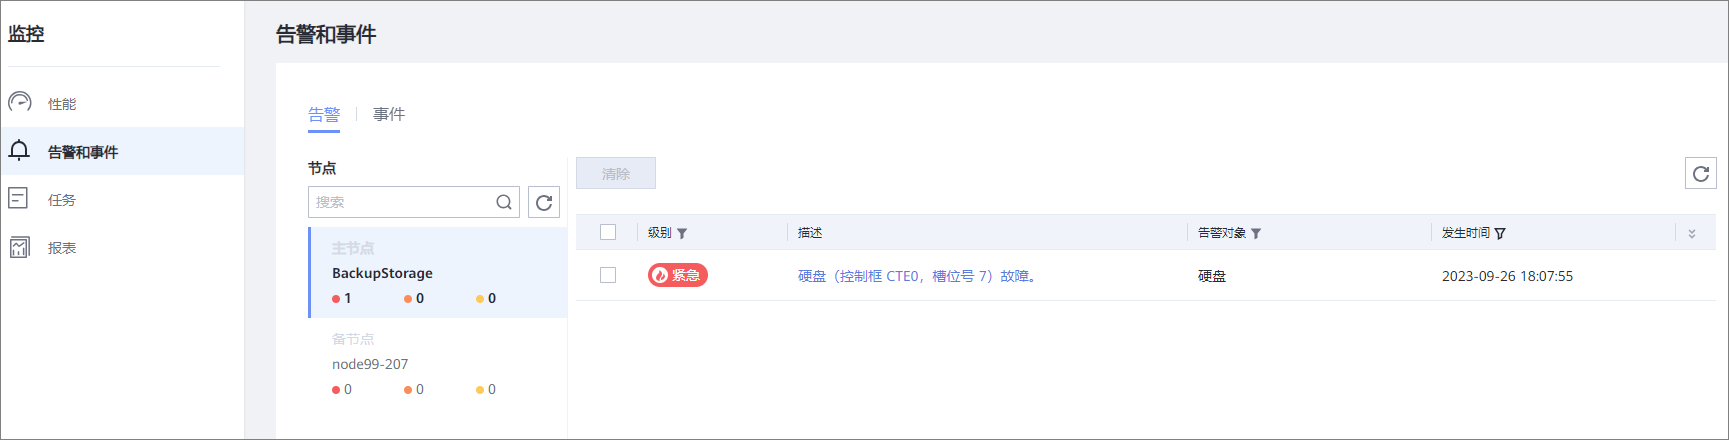 监控
性能
告警和事件
任务
报表
告警和事件
告警 事件
节点
搜索
主节点
BackupStorage
1 0 0
备节点
node99-207
0 0 0
清除
级别 描述 告警对象 发生时间
紧急 硬盘（控制框 CTE0，槽位号 7）故障。 硬盘 2023-09-26 18:07:55